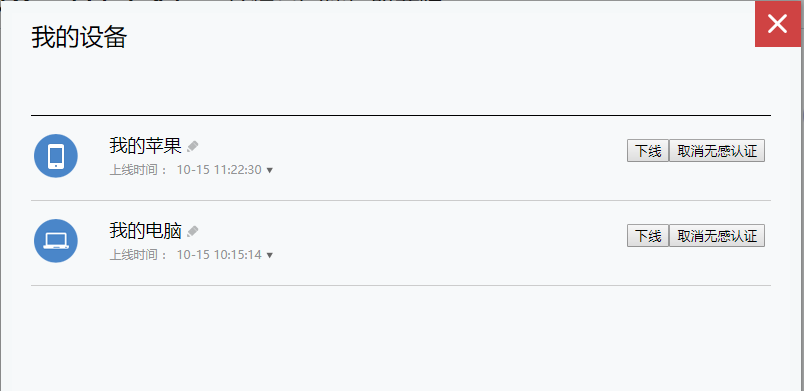 我的设备
我的苹果
下线 取消无感认证
上线时间： 10-15 11:22:30
我的电脑
下线 取消无感认证
上线时间： 10-15 10:15:14